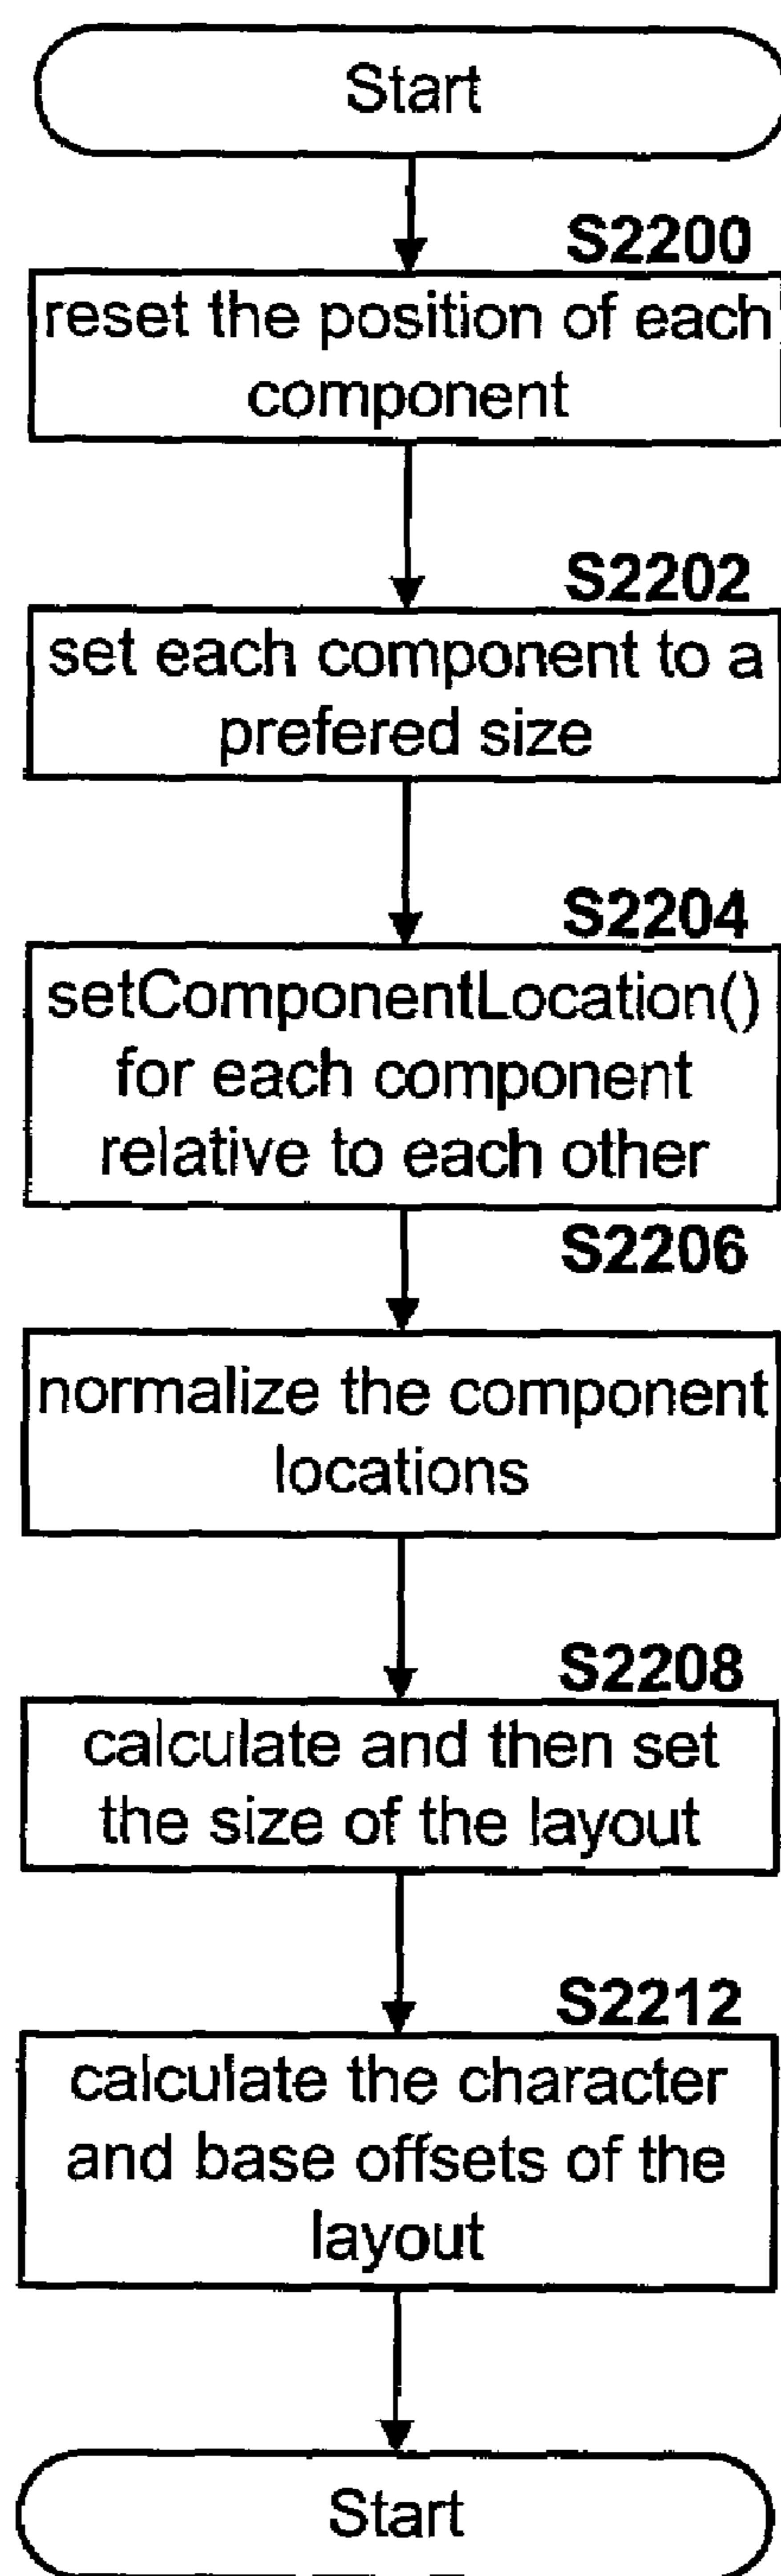 Start
S2200
reset the position of each
component
S2202
set each component to a
prefered size
S2204
setComponentLocation()
for each component
relative to each other
S2206
normalize the component
locations
S2208
calculate and then set
the size of the layout
S2212
calculate the character
and base offsets of the
layout
Start